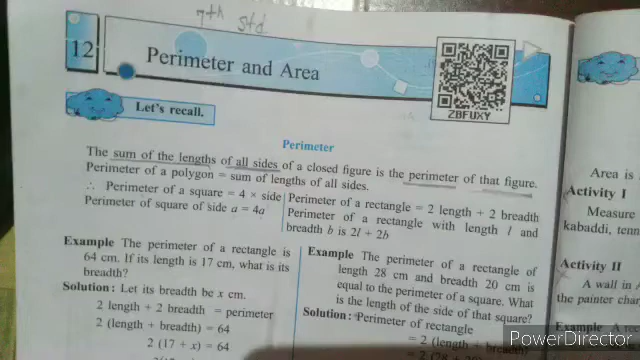 7th Std
12
Perimeter and Area
ZBFUXY
Let's recall.
Perimeter
The sum of the lengths of all sides of a closed figure is the perimeter of that figure.
Perimeter of a polygon = sum of lengths of all sides.
∴ Perimeter of a square = 4 × side
Perimeter of square of side a = 4a
Perimeter of a rectangle = 2 length + 2 breadth
Perimeter of a rectangle with length l and
breadth b is 2l + 2b
Example The perimeter of a rectangle is
64 cm. If its length is 17 cm, what is its
breadth?
Solution: Let its breadth be x cm.
2 length + 2 breadth = perimeter
2 (length + breadth) = 64
2 (17 + x) = 64
Example The perimeter of a rectangle of
length 28 cm and breadth 20 cm is
equal to the perimeter of a square. What
is the length of the side of that square?
Solution: Perimeter of rectangle
= 2 (length + breadth)
Area is
Activity I
Measure
kabaddi, tenn
Activity II
A wall in
the painter char
Example
PowerDirector